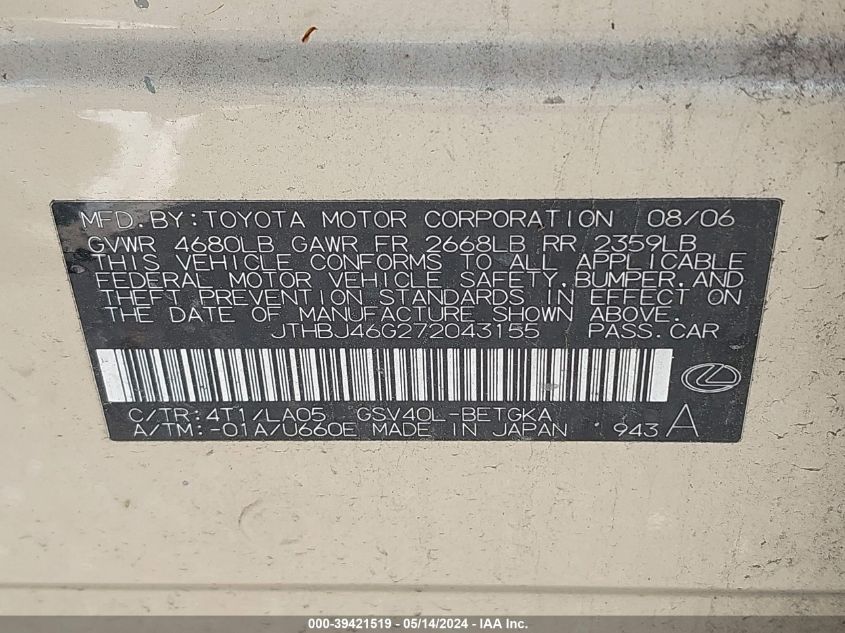 MFD. BY: TOYOTA MOTOR CORPORATION 08/06
GVWR 4680LB GAWR FR 2668LB RR 2359LB
THIS VEHICLE CONFORMS TO ALL APPLICABLE
FEDERAL MOTOR VEHICLE SAFETY, BUMPER, AND
THEFT PREVENTION STANDARDS IN EFFECT ON
THE DATE OF MANUFACTURE SHOWN ABOVE.
JTHBJ46G272043155 PASS. CAR
C/TR: 4T1/LA05 GSV40L-BETGKA
A/TM: -01A/U660E MADE IN JAPAN 943 A
000-39421519 - 05/14/2024 - IAA Inc.